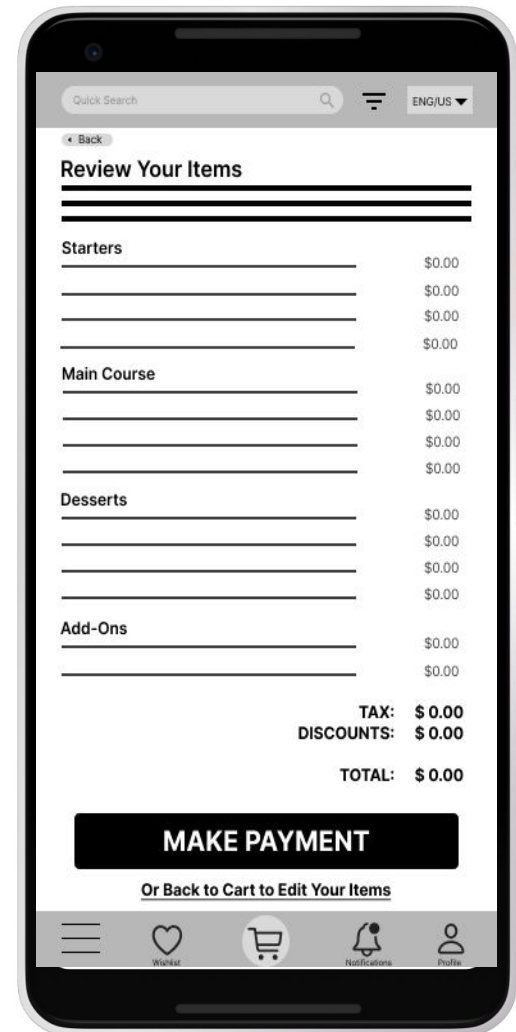 Quick Search
ENG/US
Back
Review Your Items
Starters
$0.00
$0.00
$0.00
$0.00
Main Course
$0.00
$0.00
$0.00
$0.00
Desserts
$0.00
$0.00
$0.00
$0.00
Add-Ons
$0.00
$0.00
TAX: $ 0.00
DISCOUNTS: $ 0.00
TOTAL: $ 0.00
MAKE PAYMENT
Or Back to Cart to Edit Your Items
Wishlist Notifications Profile